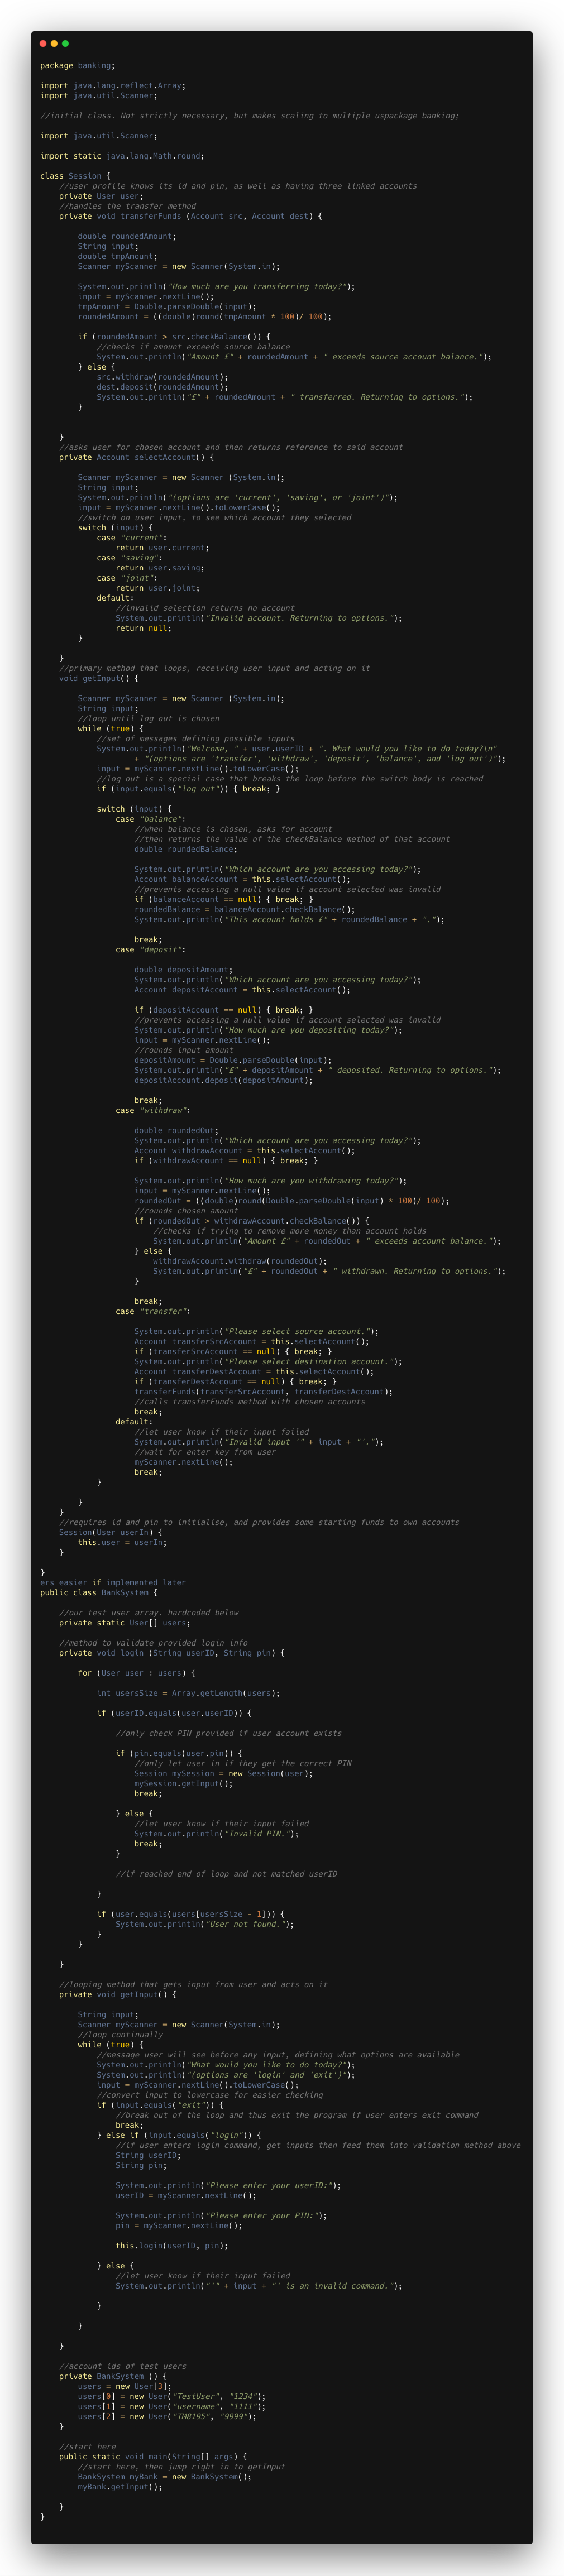 package banking;

import java.lang.reflect.Array;
import java.util.Scanner;

//initial class. Not strictly necessary, but makes scaling to multiple uspackage banking;

import java.util.Scanner;

import static java.lang.Math.round;

class Session {
    //user profile knows its id and pin, as well as having three linked accounts
    private User user;
    //handles the transfer method
    private void transferFunds (Account src, Account dest) {

        double roundedAmount;
        String input;
        double tmpAmount;
        Scanner myScanner = new Scanner(System.in);

        System.out.println("How much are you transferring today?");
        input = myScanner.nextLine();
        tmpAmount = Double.parseDouble(input);
        roundedAmount = ((double)round(tmpAmount * 100)/ 100);

        if (roundedAmount > src.checkBalance()) {
            //checks if amount exceeds source balance
            System.out.println("Amount £" + roundedAmount + " exceeds source account balance.");
        } else {
            src.withdraw(roundedAmount);
            dest.deposit(roundedAmount);
            System.out.println("£" + roundedAmount + " transferred. Returning to options.");
        }


    }
    //asks user for chosen account and then returns reference to said account
    private Account selectAccount() {

        Scanner myScanner = new Scanner (System.in);
        String input;
        System.out.println("(options are 'current', 'saving', or 'joint')");
        input = myScanner.nextLine().toLowerCase();
        //switch on user input, to see which account they selected
        switch (input) {
            case "current":
                return user.current;
            case "saving":
                return user.saving;
            case "joint":
                return user.joint;
            default:
                //invalid selection returns no account
                System.out.println("Invalid account. Returning to options.");
                return null;
        }

    }
    //primary method that loops, receiving user input and acting on it
    void getInput() {

        Scanner myScanner = new Scanner (System.in);
        String input;
        //loop until log out is chosen
        while (true) {
            //set of messages defining possible inputs
            System.out.println("Welcome, " + user.userID + ". What would you like to do today?\n"
                    + "(options are 'transfer', 'withdraw', 'deposit', 'balance', and 'log out')");
            input = myScanner.nextLine().toLowerCase();
            //log out is a special case that breaks the loop before the switch body is reached
            if (input.equals("log out")) { break; }

            switch (input) {
                case "balance":
                    //when balance is chosen, asks for account
                    //then returns the value of the checkBalance method of that account
                    double roundedBalance;

                    System.out.println("Which account are you accessing today?");
                    Account balanceAccount = this.selectAccount();
                    //prevents accessing a null value if account selected was invalid
                    if (balanceAccount == null) { break; }
                    roundedBalance = balanceAccount.checkBalance();
                    System.out.println("This account holds £" + roundedBalance + ".");

                    break;
                case "deposit":

                    double depositAmount;
                    System.out.println("Which account are you accessing today?");
                    Account depositAccount = this.selectAccount();

                    if (depositAccount == null) { break; }
                    //prevents accessing a null value if account selected was invalid
                    System.out.println("How much are you depositing today?");
                    input = myScanner.nextLine();
                    //rounds input amount
                    depositAmount = Double.parseDouble(input);
                    System.out.println("£" + depositAmount + " deposited. Returning to options.");
                    depositAccount.deposit(depositAmount);

                    break;
                case "withdraw":

                    double roundedOut;
                    System.out.println("Which account are you accessing today?");
                    Account withdrawAccount = this.selectAccount();
                    if (withdrawAccount == null) { break; }

                    System.out.println("How much are you withdrawing today?");
                    input = myScanner.nextLine();
                    roundedOut = ((double)round(Double.parseDouble(input) * 100)/ 100);
                    //rounds chosen amount
                    if (roundedOut > withdrawAccount.checkBalance()) {
                        //checks if trying to remove more money than account holds
                        System.out.println("Amount £" + roundedOut + " exceeds account balance.");
                    } else {
                        withdrawAccount.withdraw(roundedOut);
                        System.out.println("£" + roundedOut + " withdrawn. Returning to options.");
                    }

                    break;
                case "transfer":

                    System.out.println("Please select source account.");
                    Account transferSrcAccount = this.selectAccount();
                    if (transferSrcAccount == null) { break; }
                    System.out.println("Please select destination account.");
                    Account transferDestAccount = this.selectAccount();
                    if (transferDestAccount == null) { break; }
                    transferFunds(transferSrcAccount, transferDestAccount);
                    //calls transferFunds method with chosen accounts
                    break;
                default:
                    //let user know if their input failed
                    System.out.println("Invalid input '" + input + "'.");
                    //wait for enter key from user
                    myScanner.nextLine();
                    break;
            }

        }
    }
    //requires id and pin to initialise, and provides some starting funds to own accounts
    Session(User userIn) {
        this.user = userIn;
    }

}
ers easier if implemented later
public class BankSystem {

    //our test user array. hardcoded below
    private static User[] users;

    //method to validate provided login info
    private void login (String userID, String pin) {

        for (User user : users) {

            int usersSize = Array.getLength(users);

            if (userID.equals(user.userID)) {

                //only check PIN provided if user account exists

                if (pin.equals(user.pin)) {
                    //only let user in if they get the correct PIN
                    Session mySession = new Session(user);
                    mySession.getInput();
                    break;

                } else {
                    //let user know if their input failed
                    System.out.println("Invalid PIN.");
                    break;
                }

                //if reached end of loop and not matched userID

            }

            if (user.equals(users[usersSize - 1])) {
                System.out.println("User not found.");
            }
        }

    }

    //looping method that gets input from user and acts on it
    private void getInput() {

        String input;
        Scanner myScanner = new Scanner(System.in);
        //loop continually
        while (true) {
            //message user will see before any input, defining what options are available
            System.out.println("What would you like to do today?");
            System.out.println("(options are 'login' and 'exit')");
            input = myScanner.nextLine().toLowerCase();
            //convert input to lowercase for easier checking
            if (input.equals("exit")) {
                //break out of the loop and thus exit the program if user enters exit command
                break;
            } else if (input.equals("login")) {
                //if user enters login command, get inputs then feed them into validation method above
                String userID;
                String pin;

                System.out.println("Please enter your userID:");
                userID = myScanner.nextLine();

                System.out.println("Please enter your PIN:");
                pin = myScanner.nextLine();

                this.login(userID, pin);

            } else {
                //let user know if their input failed
                System.out.println("'" + input + "' is an invalid command.");

            }

        }

    }

    //account ids of test users
    private BankSystem () {
        users = new User[3];
        users[0] = new User("TestUser", "1234");
        users[1] = new User("username", "1111");
        users[2] = new User("TM8195", "9999");
    }

    //start here
    public static void main(String[] args) {
        //start here, then jump right in to getInput
        BankSystem myBank = new BankSystem();
        myBank.getInput();

    }
}